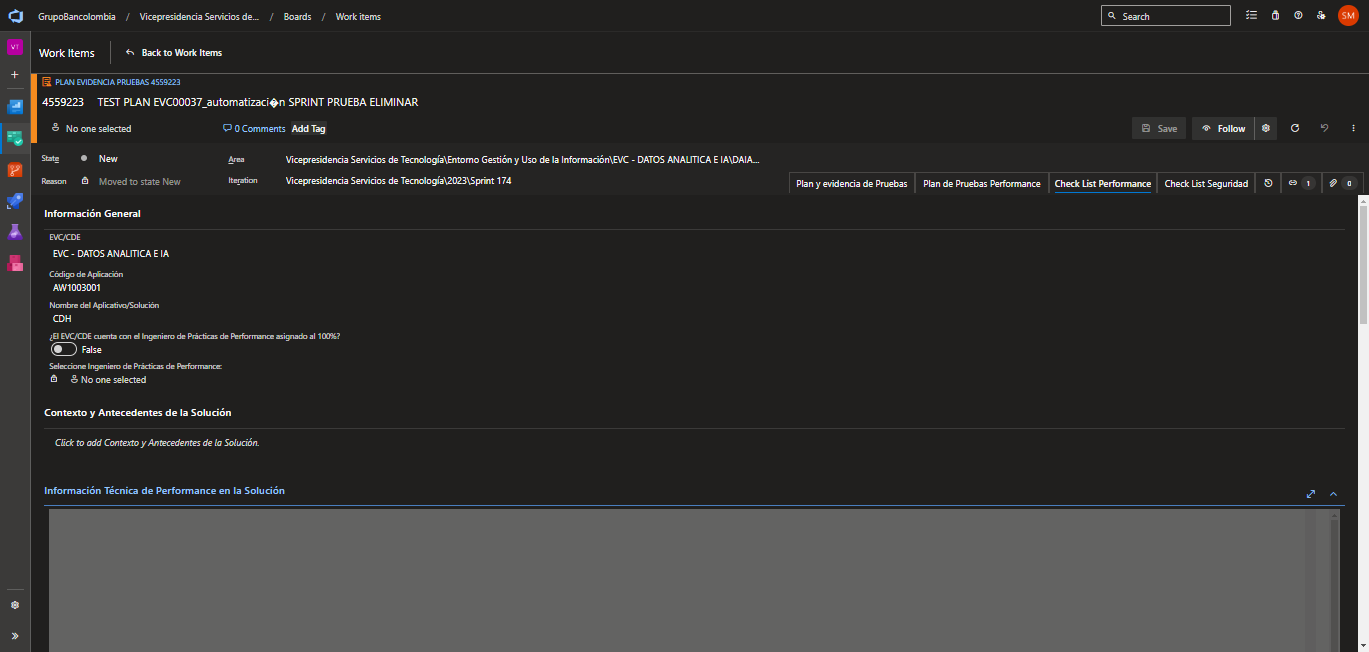 GrupoBancolombia / Vicepresidencia Servicios de... / Boards / Work items
Search
SM
VT
Work Items
Back to Work Items
PLAN EVIDENCIA PRUEBAS 4559223
4559223 TEST PLAN EVC00037_automatizaci�n SPRINT PRUEBA ELIMINAR
No one selected
0 Comments
Add Tag
Save
Follow
State
New
Area
Vicepresidencia Servicios de Tecnología\Entorno Gestión y Uso de la Información\EVC - DATOS ANALITICA E IA\DAIA...
Reason
Moved to state New
Iteration
Vicepresidencia Servicios de Tecnología\2023\Sprint 174
Plan y evidencia de Pruebas
Plan de Pruebas Performance
Check List Performance
Check List Seguridad
1
0
Información General
EVC/CDE
EVC - DATOS ANALITICA E IA
Código de Aplicación
AW1003001
Nombre del Aplicativo/Solución
CDH
¿El EVC/CDE cuenta con el Ingeniero de Prácticas de Performance asignado al 100%?
False
Seleccione Ingeniero de Prácticas de Performance:
No one selected
Contexto y Antecedentes de la Solución
Click to add Contexto y Antecedentes de la Solución.
Información Técnica de Performance en la Solución